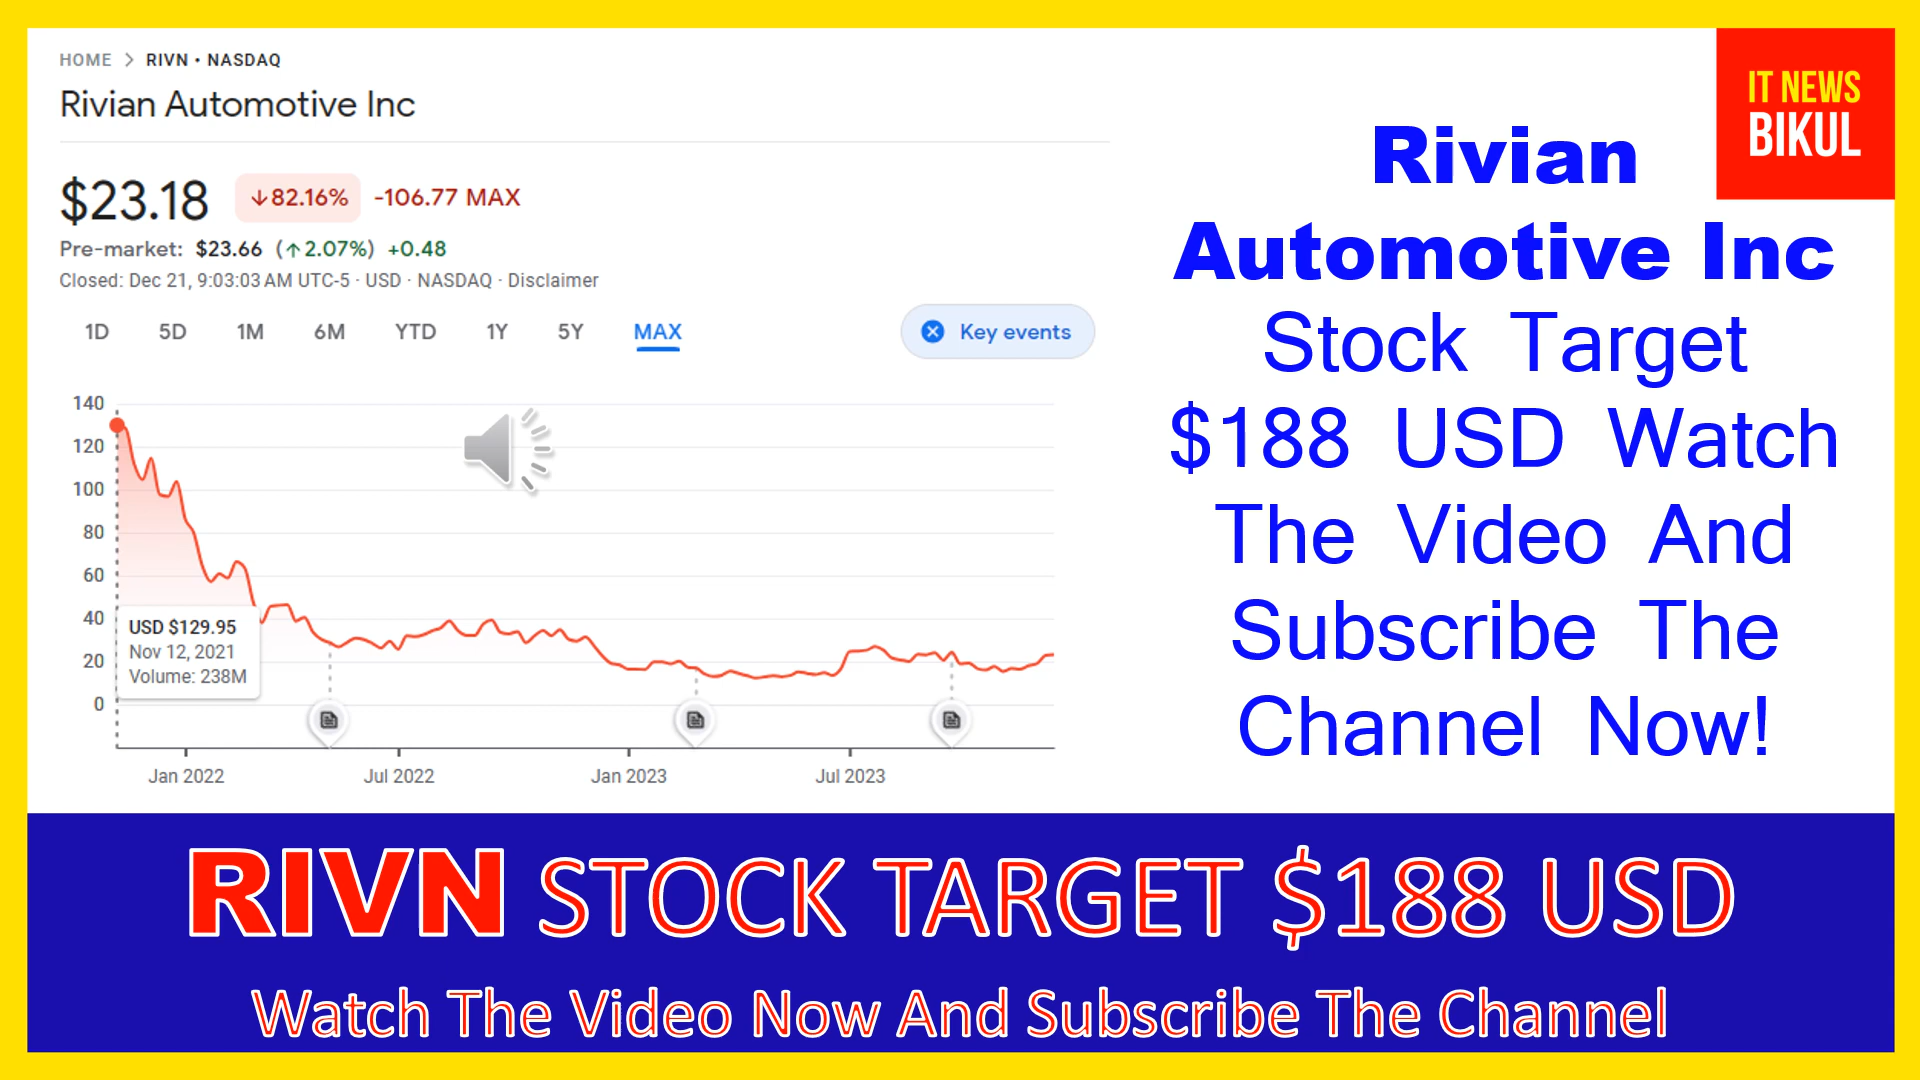 HOME > RIVN • NASDAQ
Rivian Automotive Inc
$23.18 ↓82.16% -106.77 MAX
Pre-market: $23.66 (↑2.07%) +0.48
Closed: Dec 21, 9:03:03 AM UTC-5 · USD · NASDAQ · Disclaimer
1D 5D 1M 6M YTD 1Y 5Y MAX
Key events
140
120
100
80
60
40
20
0
USD $129.95
Nov 12, 2021
Volume: 238M
Jan 2022 Jul 2022 Jan 2023 Jul 2023
IT NEWS
BIKUL
Rivian
Automotive Inc
Stock Target
$188 USD Watch
The Video And
Subscribe The
Channel Now!
RIVN STOCK TARGET $188 USD
Watch The Video Now And Subscribe The Channel